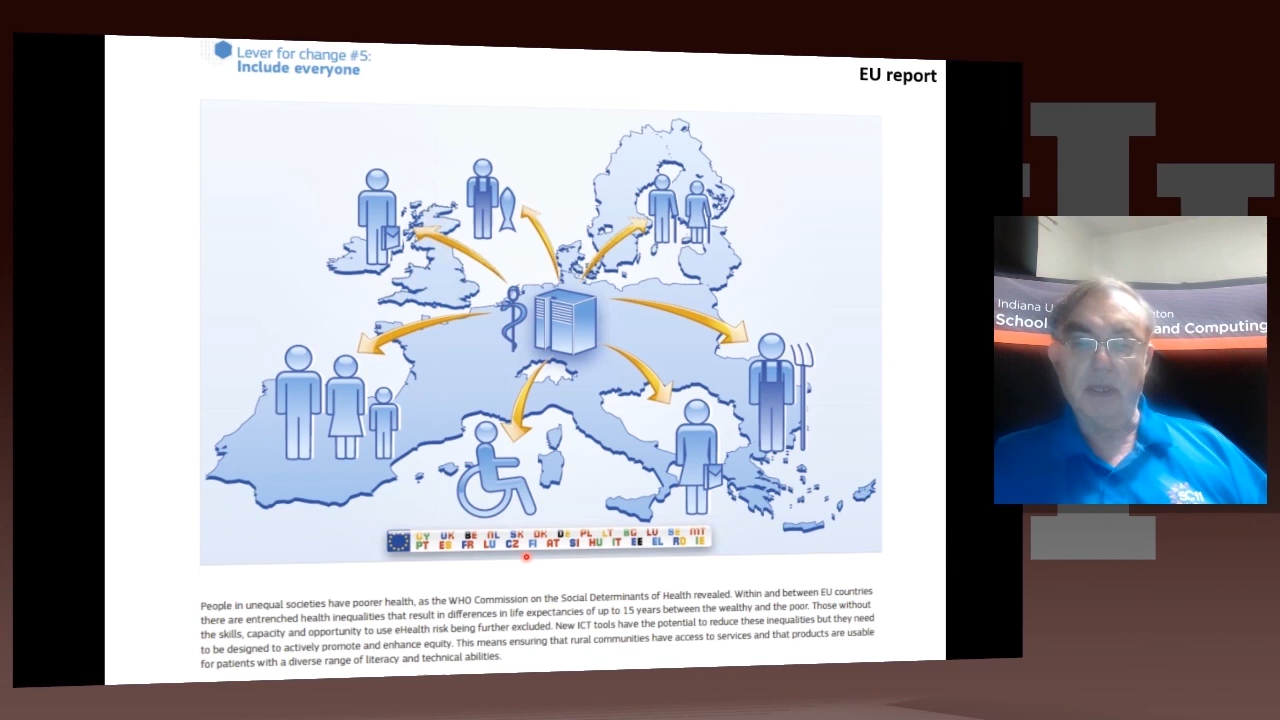 Lever for change #5:
Include everyone
EU report
CY UK BE NL SK DK DE PL LT BG LU SE MT
PT ES FR LU CZ FI AT SI HU IT EE EL RO IE
People in unequal societies have poorer health, as the WHO Commission on the Social Determinants of Health revealed. Within and between EU countries
there are entrenched health inequalities that result in differences in life expectancies of up to 15 years between the wealthy and the poor. Those without
the skills, capacity and opportunity to use eHealth risk being further excluded. New ICT tools have the potential to reduce these inequalities but they need
to be designed to actively promote and enhance equity. This means ensuring that rural communities have access to services and that products are usable
for patients with a diverse range of literacy and technical abilities.
Indiana U ton
School and Computing
SC11